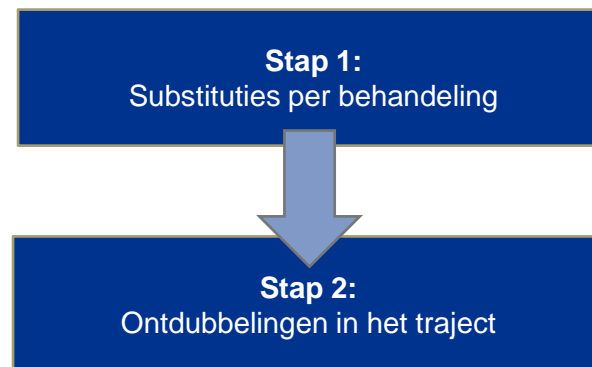 Stap 1:
Substituties per behandeling
Stap 2:
Ontdubbelingen in het traject